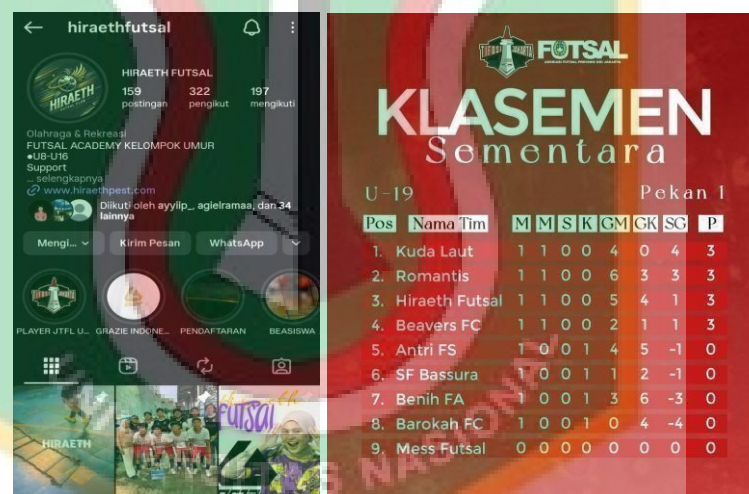 hiraethfutsal
HIRAETH
HIRAETH FUTSAL
159 322 197
postingan pengikut mengikuti
Olahraga & Rekreasi
FUTSAL ACADEMY KELOMPOK UMUR
●U8-U16
Support
... selengkapnya
www.hiraethpest.com
Diikuti oleh ayyiip_, agielramaa, dan 34
lainnya
Mengi... Kirim Pesan WhatsApp
PLAYER JTFL U... GRAZIE INDONE... PENDAFTARAN BEASISWA
HIRAETH
FUTSAL
FUTSAL
KLASEMEN
Sementara
U-19 Pekan 1
Pos Nama Tim M M S K GM GK SG P
1. Kuda Laut 1 1 0 0 4 0 4 3
2. Romantis 1 1 0 0 6 3 3 3
3. Hiraeth Futsal 1 1 0 0 5 4 1 3
4. Beavers FC 1 1 0 0 2 1 1 3
5. Antri FS 1 0 0 1 4 5 -1 0
6. SF Bassura 1 0 0 1 1 2 -1 0
7. Benih FA 1 0 0 1 3 6 -3 0
8. Barokah FC 1 0 0 1 0 4 -4 0
9. Mess Futsal 0 0 0 0 0 0 0 0
S NASIONAL